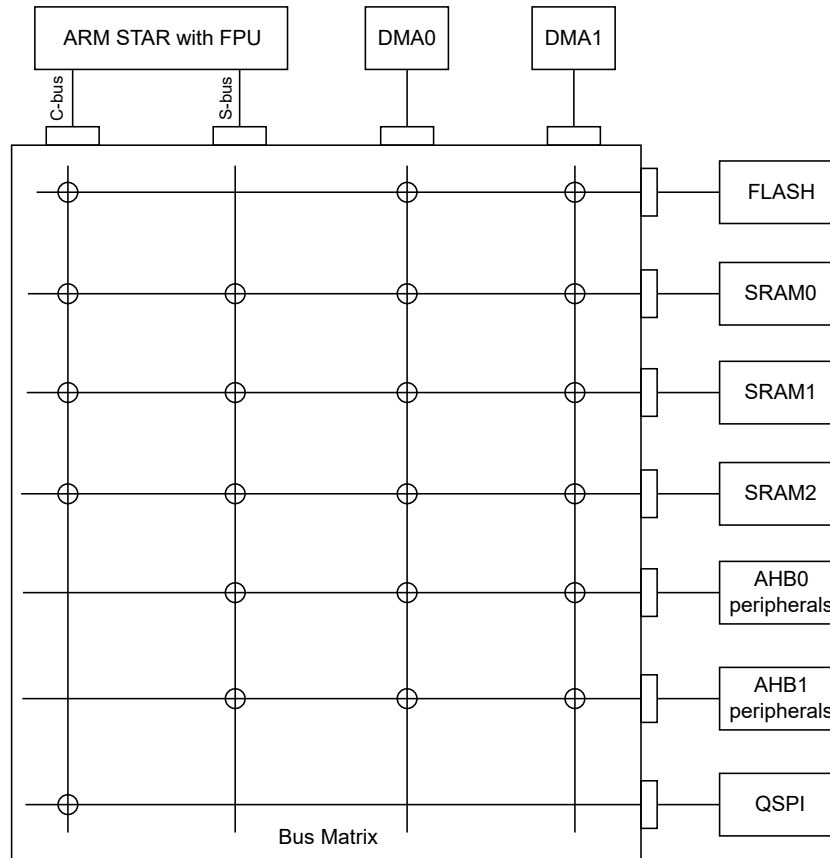 ARM STAR with FPU
DMA0
DMA1
C-bus
S-bus
FLASH
SRAM0
SRAM1
SRAM2
AHB0
peripherals
AHB1
peripherals
QSPI
Bus Matrix